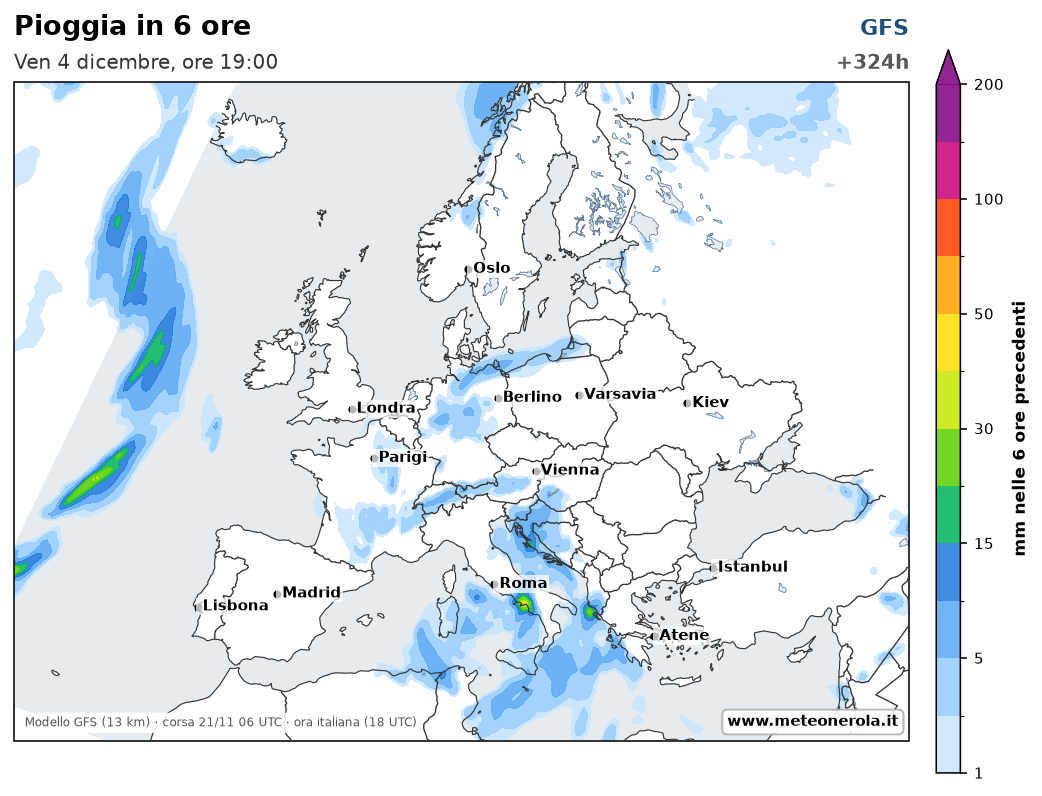 Pioggia in 6 ore
GFS
Ven 4 dicembre, ore 19:00
+324h
200
100
50
30
15
5
1
mm nelle 6 ore precedenti
Oslo
Berlino
Varsavia
Kiev
Londra
Parigi
Vienna
Istanbul
Roma
Madrid
Lisbona
Atene
Modello GFS (13 km) · corsa 21/11 06 UTC · ora italiana (18 UTC)
www.meteonerola.it